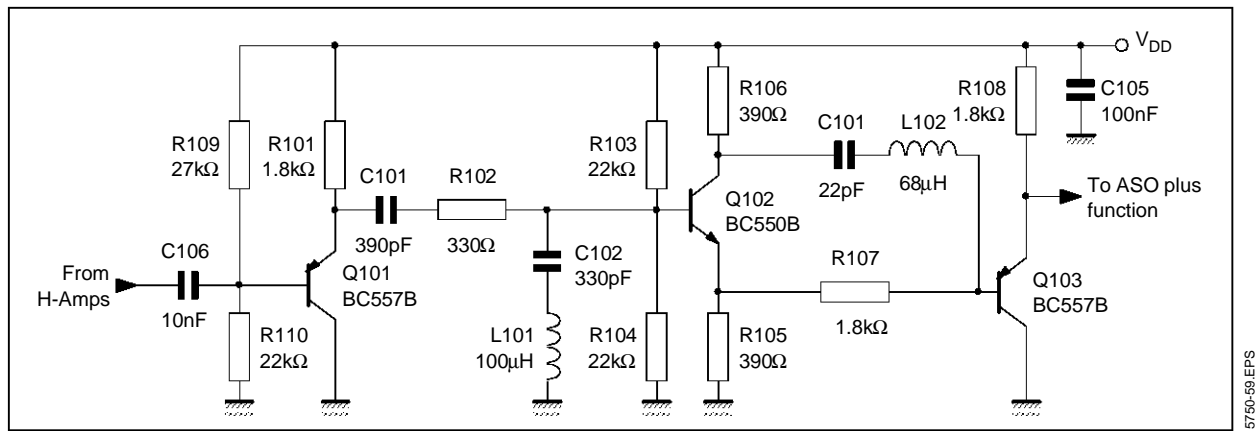 V_DD
R109
27kΩ
R101
1.8kΩ
R103
22kΩ
R106
390Ω
R108
1.8kΩ
C105
100nF
C101
390pF
R102
330Ω
C101
22pF
L102
68µH
Q102
BC550B
To ASO plus
function
C106
10nF
From
H-Amps
Q101
BC557B
C102
330pF
R107
1.8kΩ
Q103
BC557B
R110
22kΩ
L101
100µH
R104
22kΩ
R105
390Ω
5750-59.EPS